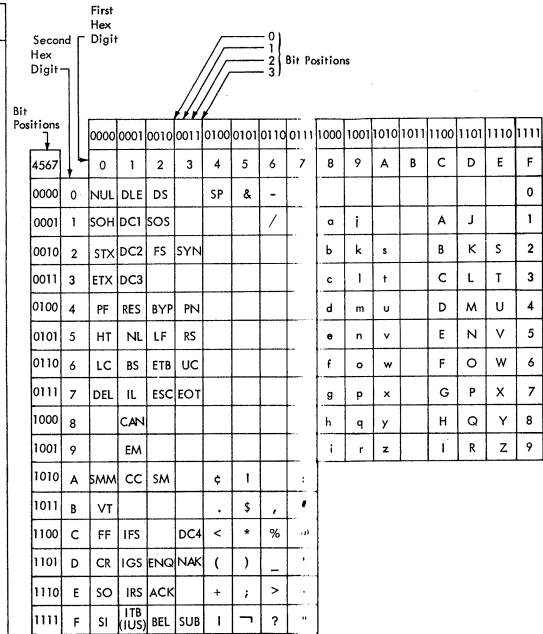 First
Second Hex
Hex Digit
Digit
0
1
2 Bit Positions
3
Bit
Positions
0000 0001 0010 0011 0100 0101 0110 0111 1000 1001 1010 1011 1100 1101 1110 1111
4567 0 1 2 3 4 5 6 7 8 9 A B C D E F
0000 0 NUL DLE DS SP & - 0
0001 1 SOH DC1 SOS / a j A J 1
0010 2 STX DC2 FS SYN b k s B K S 2
0011 3 ETX DC3 c l t C L T 3
0100 4 PF RES BYP PN d m u D M U 4
0101 5 HT NL LF RS e n v E N V 5
0110 6 LC BS ETB UC f o w F O W 6
0111 7 DEL IL ESC EOT g p x G P X 7
1000 8 CAN h q y H Q Y 8
1001 9 EM i r z I R Z 9
1010 A SMM CC SM ¢ ! :
1011 B VT . $ ,
1100 C FF IFS DC4 < * %
1101 D CR IGS ENQ NAK ( ) _ '
1110 E SO IRS ACK + ; >
1111 F SI ITB (IUS) BEL SUB | ¬ ? "